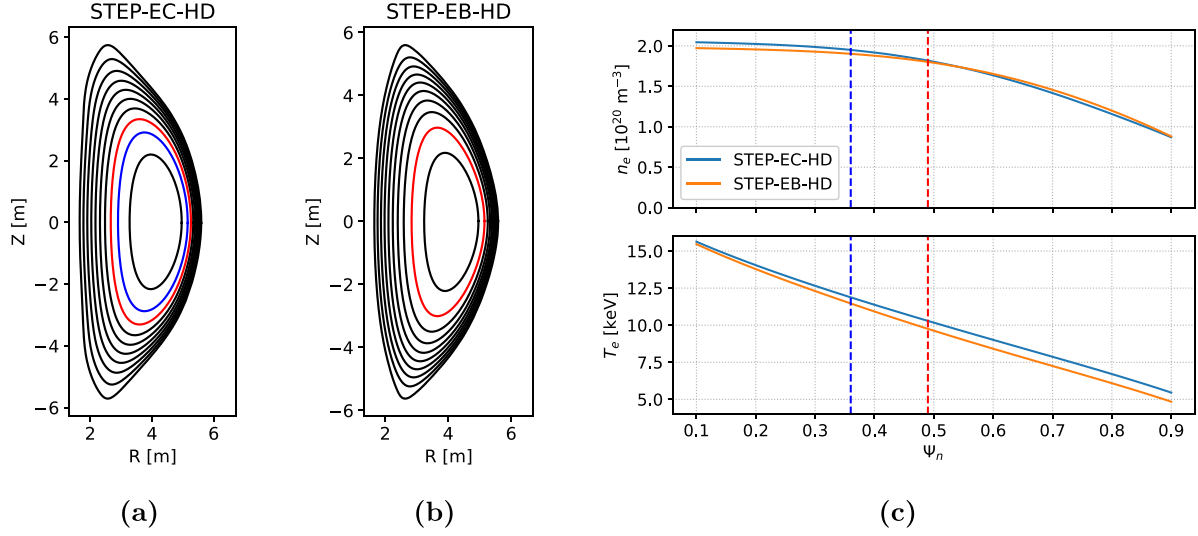 STEP-EC-HD
6
4
2
0
−2
−4
−6
Z [m]
2 4 6
R [m]
(a)
STEP-EB-HD
6
4
2
0
−2
−4
−6
Z [m]
2 4 6
R [m]
(b)
2.0
1.5
1.0
0.5
0.0
n_e [10^20 m^−3]
STEP-EC-HD
STEP-EB-HD
15.0
12.5
10.0
7.5
5.0
T_e [keV]
0.1 0.2 0.3 0.4 0.5 0.6 0.7 0.8 0.9
Ψ_n
(c)